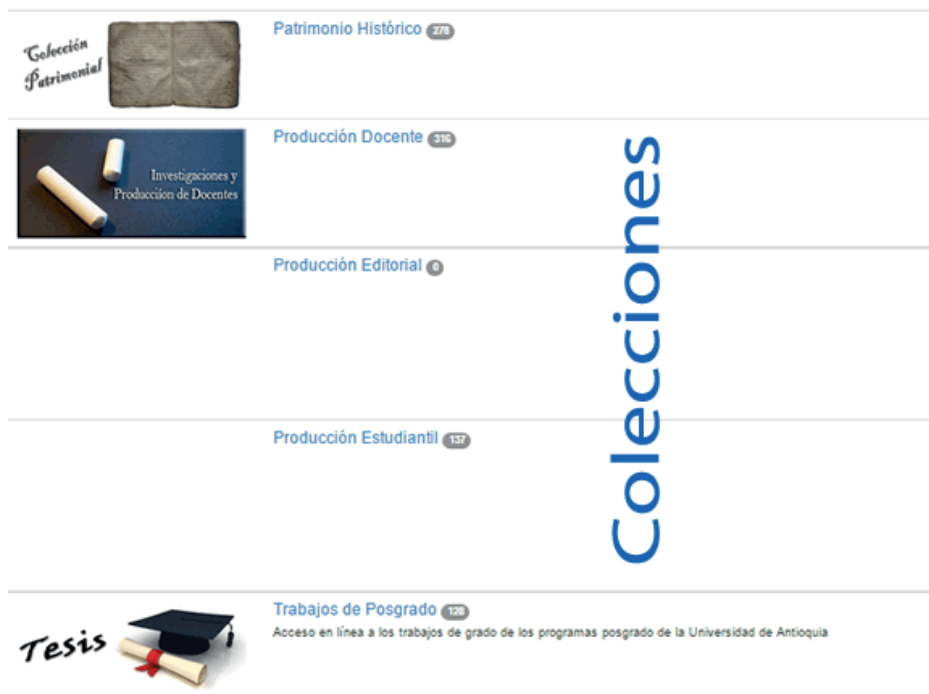 Colección
Patrimonial
Patrimonio Histórico 278
Investigaciones y
Producciíon de Docentes
Producción Docente 316
Producción Editorial 0
Producción Estudiantil 137
Colecciones
Tesis
Trabajos de Posgrado 128
Acceso en línea a los trabajos de grado de los programas posgrado de la Universidad de Antioquia